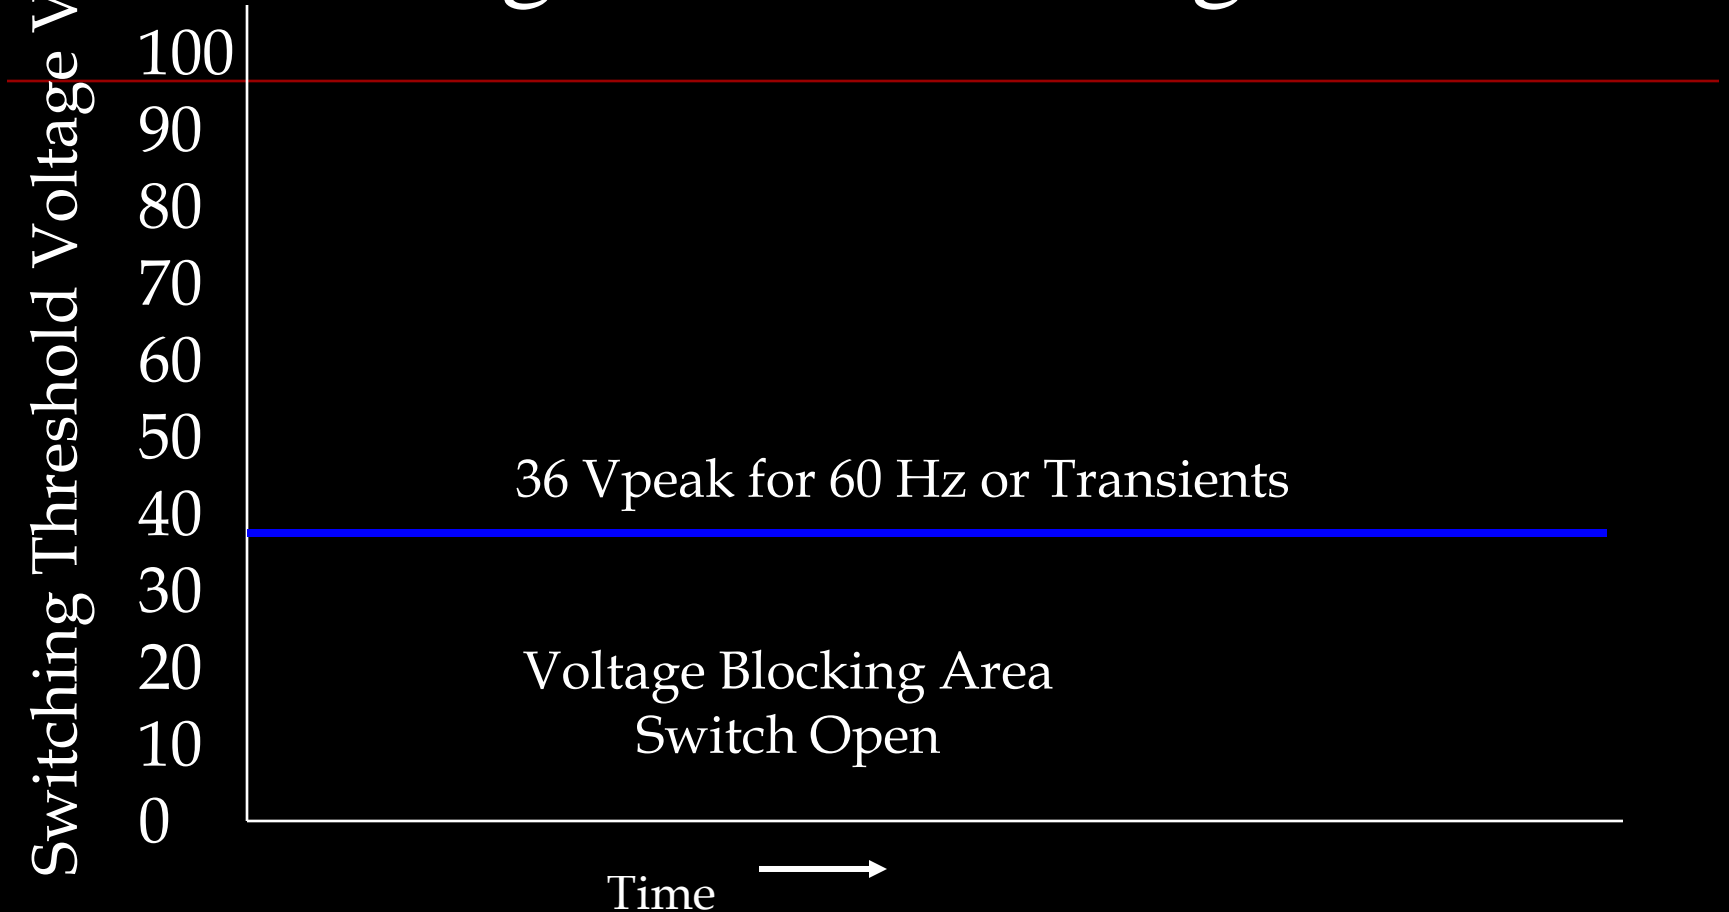 Switching Threshold Voltage
100
90
80
70
60
50
40
30
20
10
0
36 Vpeak for 60 Hz or Transients
Voltage Blocking Area
Switch Open
Time